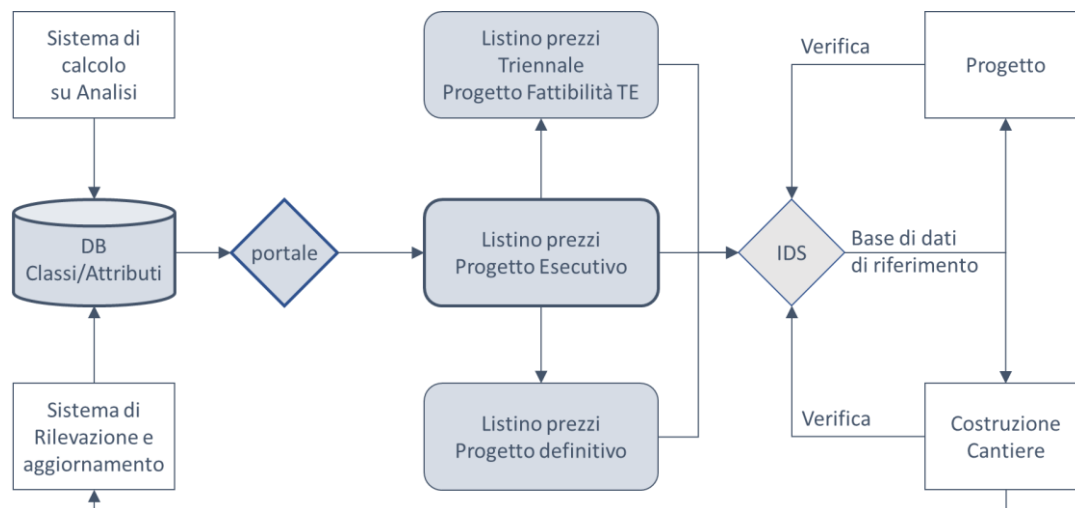 Sistema di
calcolo
su Analisi
Listino prezzi
Triennale
Progetto Fattibilità TE
Verifica
Progetto
DB
Classi/Attributi
portale
Listino prezzi
Progetto Esecutivo
IDS
Base di dati
di riferimento
Sistema di
Rilevazione e
aggiornamento
Listino prezzi
Progetto definitivo
Verifica
Costruzione
Cantiere